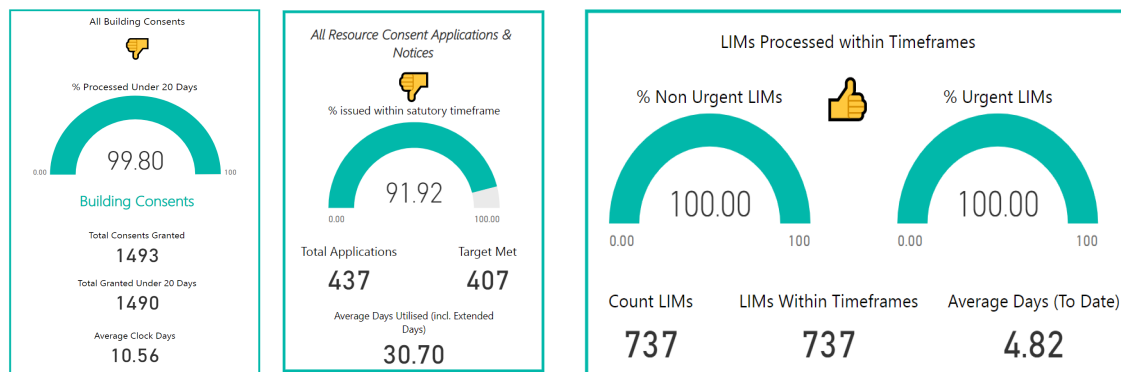 All Building Consents
% Processed Under 20 Days
99.80
0.00
100
Building Consents
Total Consents Granted
1493
Total Granted Under 20 Days
1490
Average Clock Days
10.56
All Resource Consent Applications &
Notices
% issued within satutory timeframe
91.92
0.00
100.00
Total Applications
Target Met
437
407
Average Days Utilised (incl. Extended
Days)
30.70
LIMs Processed within Timeframes
% Non Urgent LIMs
% Urgent LIMs
100.00
100.00
0.00
100
0.00
100
Count LIMs
LIMs Within Timeframes
Average Days (To Date)
737
737
4.82